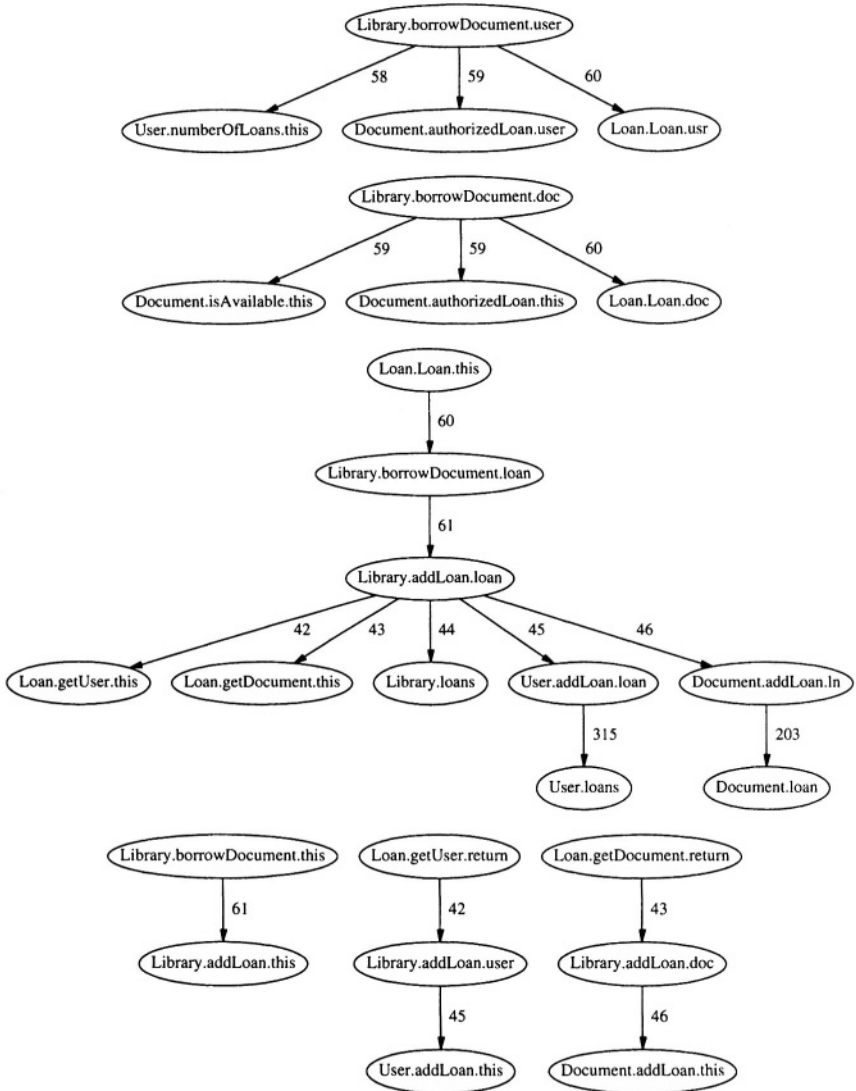 Library.borrowDocument.user
58 59 60
User.numberOfLoans.this Document.authorizedLoan.user Loan.Loan.usr
Library.borrowDocument.doc
59 59 60
Document.isAvailable.this Document.authorizedLoan.this Loan.Loan.doc
Loan.Loan.this
60
Library.borrowDocument.loan
61
Library.addLoan.loan
42 43 44 45 46
Loan.getUser.this Loan.getDocument.this Library.loans User.addLoan.loan Document.addLoan.ln
315 203
User.loans Document.loan
Library.borrowDocument.this Loan.getUser.return Loan.getDocument.return
61 42 43
Library.addLoan.this Library.addLoan.user Library.addLoan.doc
45 46
User.addLoan.this Document.addLoan.this